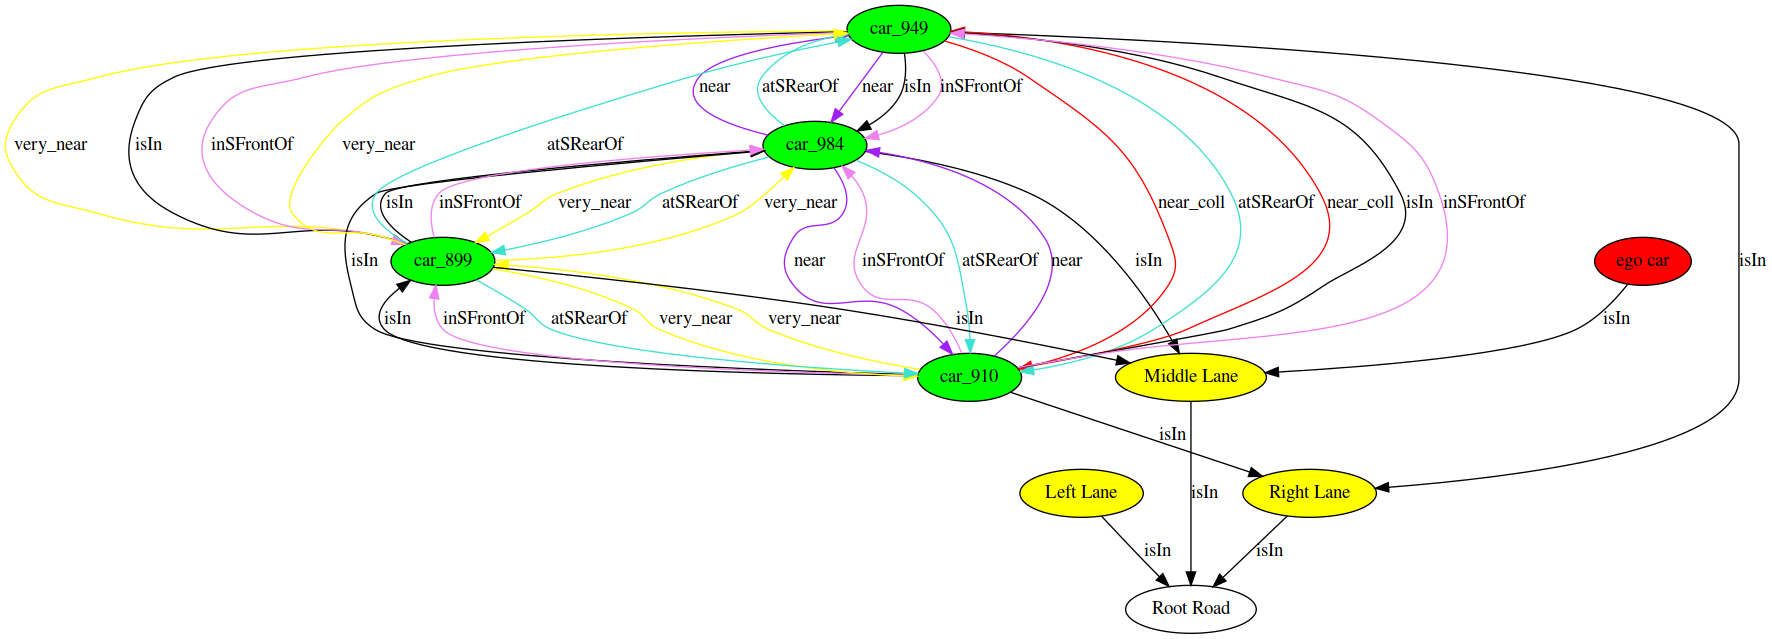 car_949
near
atSRearOf
near
isIn
inSFrontOf
very_near
isIn
inSFrontOf
very_near
atSRearOf
car_984
isIn
inSFrontOf
very_near
atSRearOf
very_near
near_coll
atSRearOf
near_coll
isIn
inSFrontOf
isIn
car_899
near
inSFrontOf
atSRearOf
near
isIn
ego car
isIn
isIn
inSFrontOf
atSRearOf
very_near
very_near
isIn
isIn
car_910
Middle Lane
isIn
Left Lane
isIn
Right Lane
isIn
isIn
Root Road